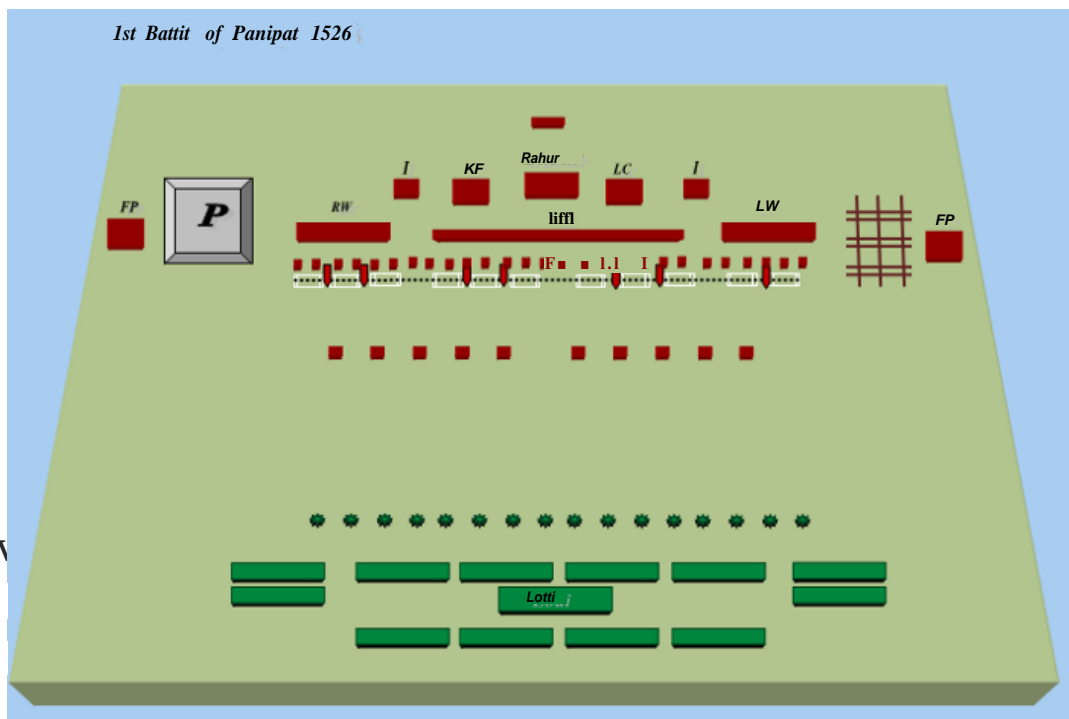 1st Battit of Panipat 1526
Rahur
I KF LC I
FP P RW liffl LW FP
F l.l I
Lotti